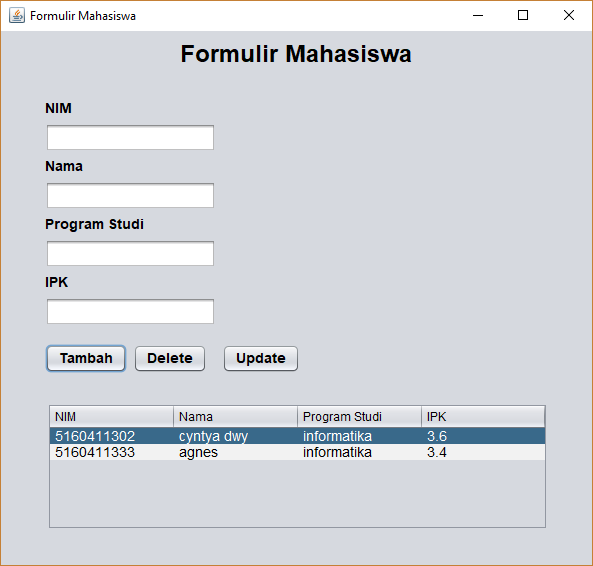 Formulir Mahasiswa
Formulir Mahasiswa
NIM
Nama
Program Studi
IPK
Tambah Delete Update
NIM Nama Program Studi IPK
5160411302 cyntya dwy informatika 3.6
5160411333 agnes informatika 3.4